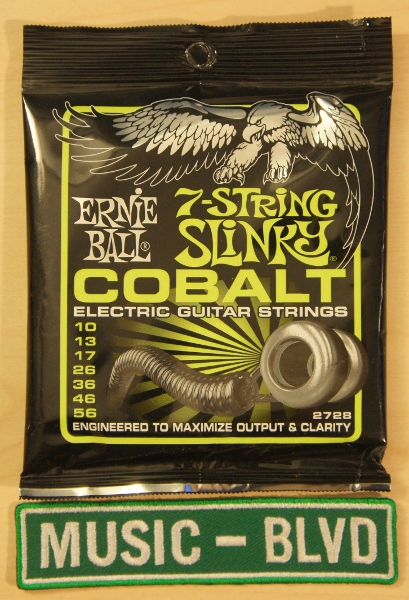 ERNIE BALL®
7-STRING SLINKY®
COBALT
ELECTRIC GUITAR STRINGS
10
13
17
26
36
46
56
2728
ENGINEERED TO MAXIMIZE OUTPUT & CLARITY
MUSIC – BLVD